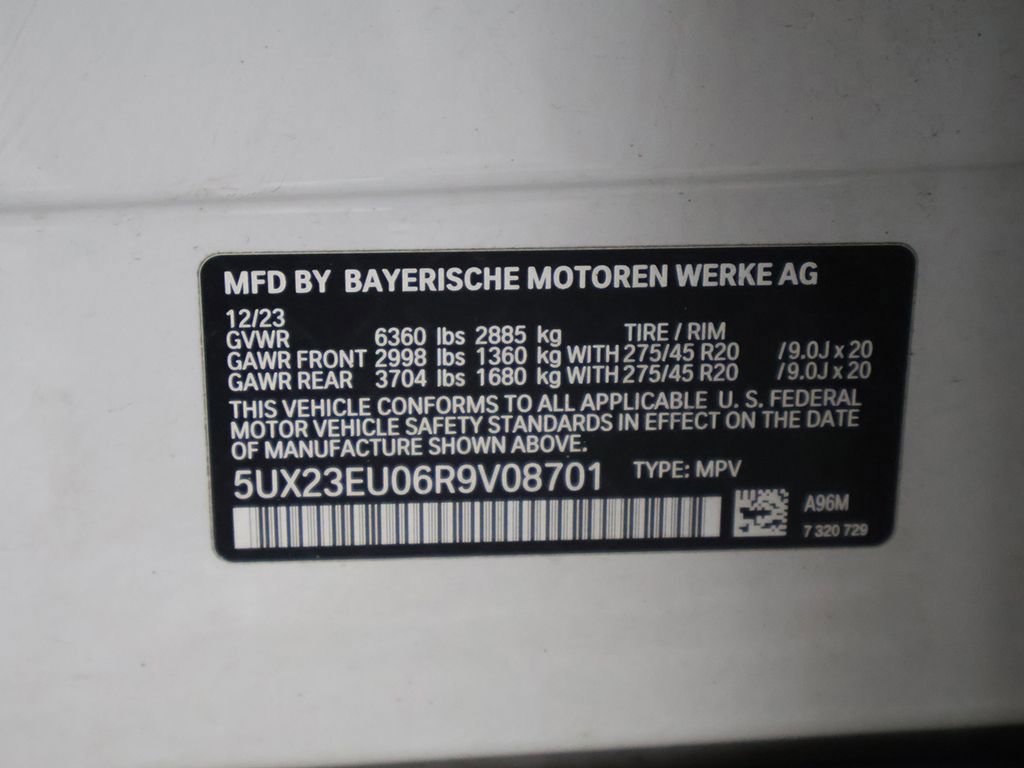 MFD BY BAYERISCHE MOTOREN WERKE AG
12/23
GVWR 6360 lbs 2885 kg TIRE / RIM
GAWR FRONT 2998 lbs 1360 kg WITH 275/45 R20 /9.0J x 20
GAWR REAR 3704 lbs 1680 kg WITH 275/45 R20 /9.0J x 20
THIS VEHICLE CONFORMS TO ALL APPLICABLE U. S. FEDERAL
MOTOR VEHICLE SAFETY STANDARDS IN EFFECT ON THE DATE
OF MANUFACTURE SHOWN ABOVE.
5UX23EU06R9V08701 TYPE: MPV
A96M
7 320 729